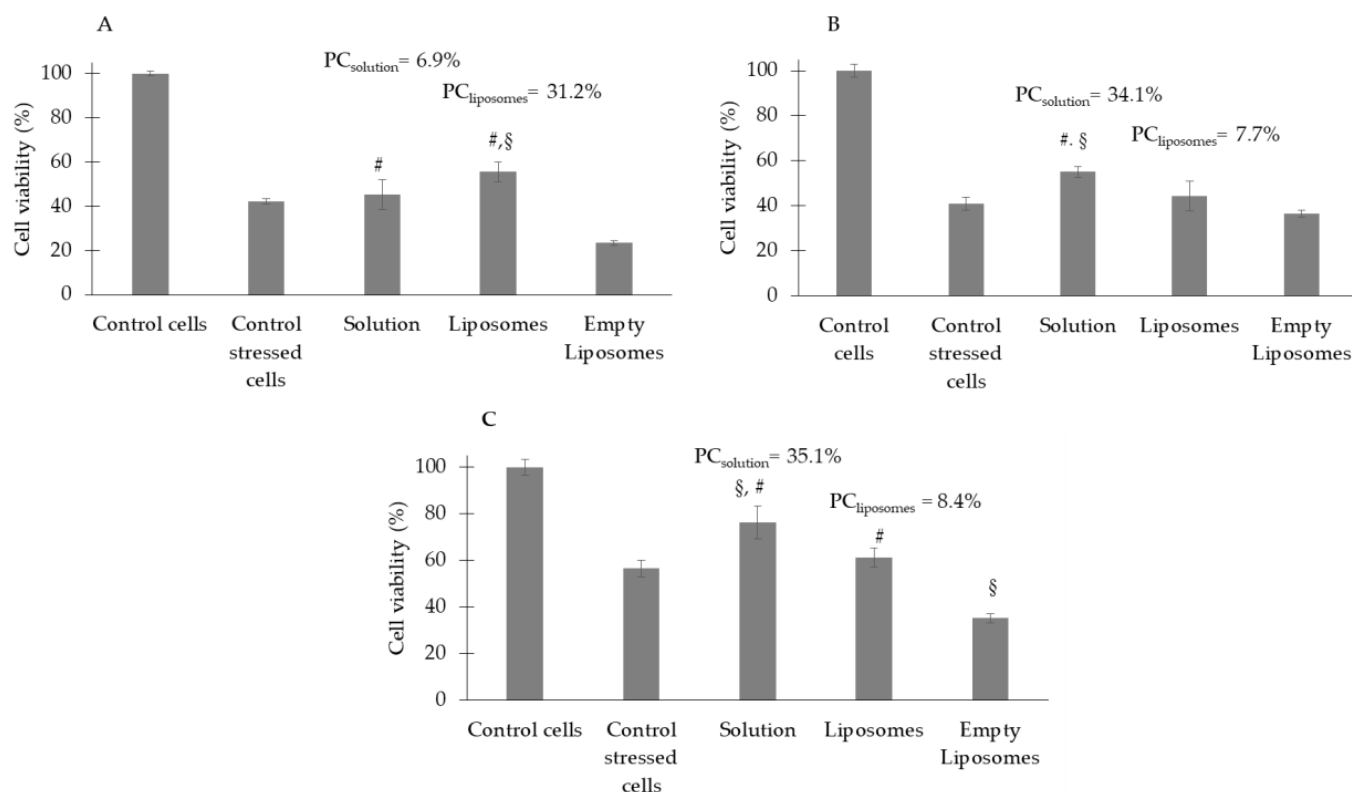 A
PCsolution= 6.9%
PCliposomes= 31.2%
#
#,§
Cell viability (%)
100
80
60
40
20
0
Control cells
Control
stressed
cells
Solution
Liposomes
Empty
Liposomes
B
PCsolution= 34.1%
PCliposomes= 7.7%
#. §
Cell viability (%)
100
80
60
40
20
0
Control
cells
Control
stressed
cells
Solution
Liposomes
Empty
Liposomes
C
PCsolution= 35.1%
§, #
PCliposomes = 8.4%
#
§
Cell viability (%)
100
80
60
40
20
0
Control cells
Control
stressed
cells
Solution
Liposomes
Empty
Liposomes